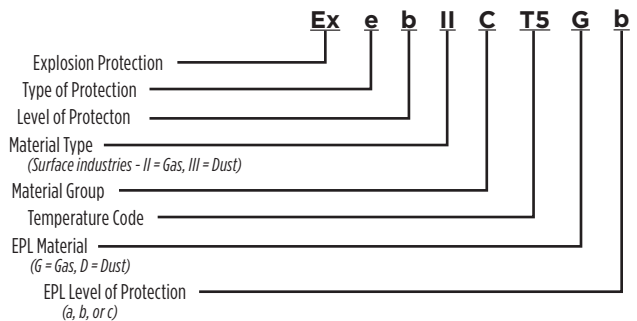 Ex e b II C T5 G b
Explosion Protection
Type of Protection
Level of Protecton
Material Type
(Surface industries - II = Gas, III = Dust)
Material Group
Temperature Code
EPL Material
(G = Gas, D = Dust)
EPL Level of Protection
(a, b, or c)